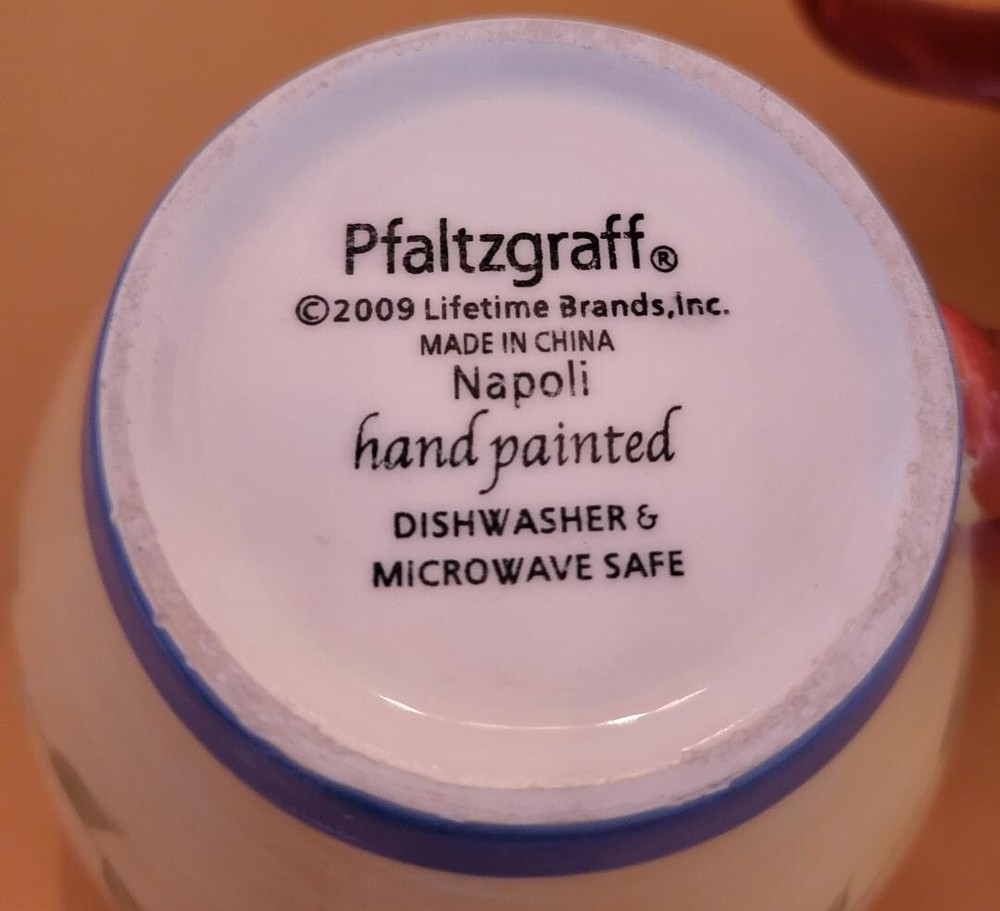 Pfaltzgraff®
©2009 Lifetime Brands,Inc.
MADE IN CHINA
Napoli
hand painted
DISHWASHER &
MICROWAVE SAFE